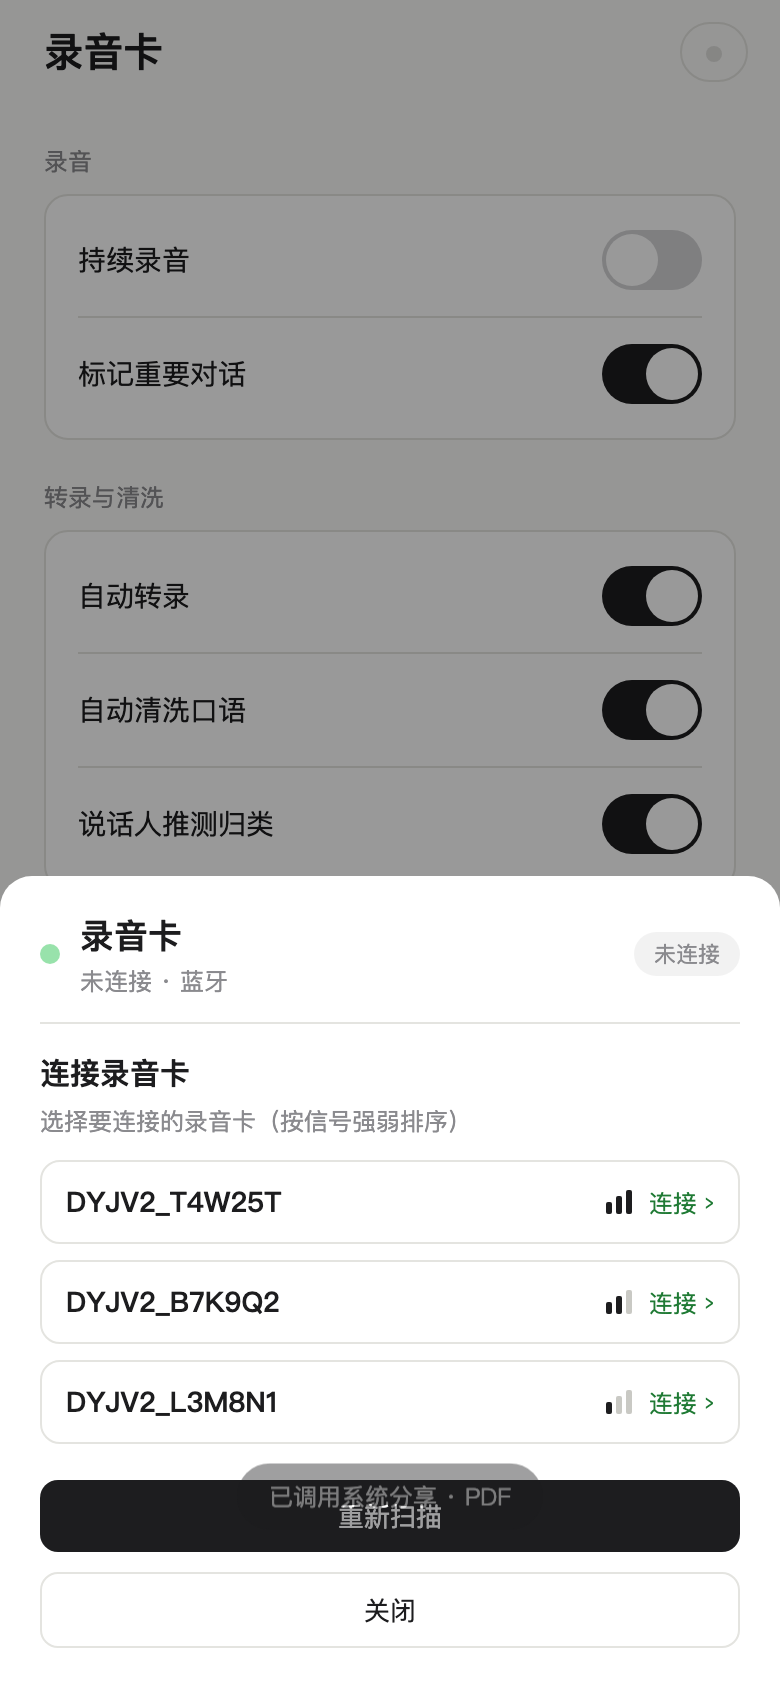 录音卡
录音
持续录音
标记重要对话
转录与清洗
自动转录
自动清洗口语
说话人推测归类
录音卡
未连接 · 蓝牙
未连接
连接录音卡
选择要连接的录音卡（按信号强弱排序）
DYJV2_T4W25T 连接 ›
DYJV2_B7K9Q2 连接 ›
DYJV2_L3M8N1 连接 ›
已调用系统分享 · PDF
重新扫描
关闭